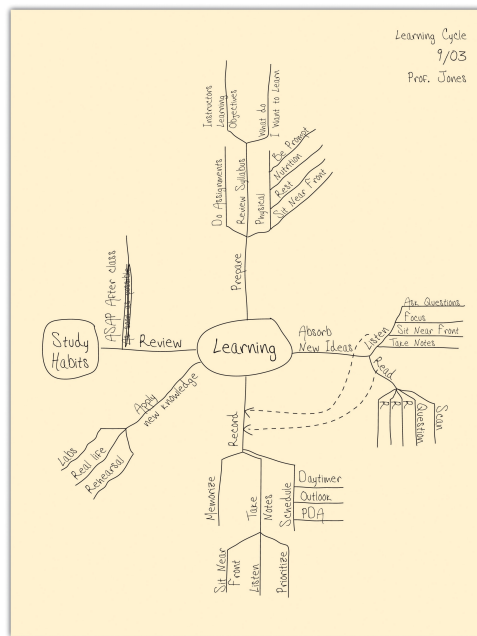 Learning Cycle
9/03
Prof. Jones
Instructors
Learning
Objectives
What do
I Want to Learn
Do Assignments
Review Syllabus
Physical
Be Prompt
Nutrition
Rest
Sit Near Front
Prepare
ASAP After class
Study
Habits
Review
Learning
Absorb
New Ideas
Listen
Ask Questions
Focus
Sit Near Front
Take Notes
Read
Scan
Question
R
R
R
Apply
new knowledge
Labs
Real life
Rehearsal
Record
Memorize
Take
Notes
Schedule
Daytimer
Outlook
PDA
Sit Near
Front
Listen
Prioritize